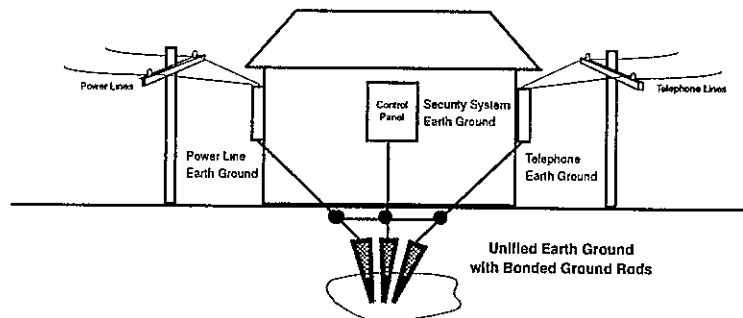 Power Lines
Control
Panel
Security System
Earth Ground
Telephone Lines
Power Line
Earth Ground
Telephone
Earth Ground
Unified Earth Ground
with Bonded Ground Rods